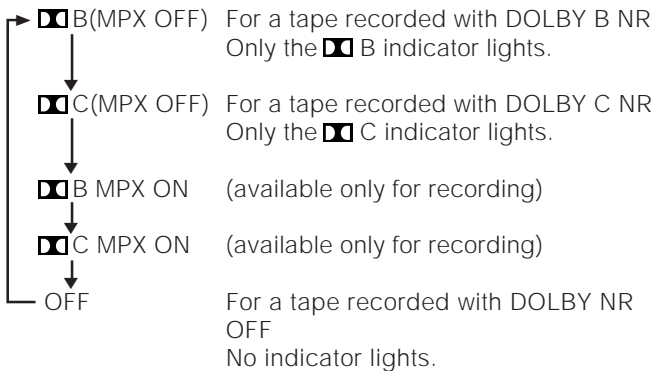 B(MPX OFF) For a tape recorded with DOLBY B NR
Only the B indicator lights.
C(MPX OFF) For a tape recorded with DOLBY C NR
Only the C indicator lights.
B MPX ON (available only for recording)
C MPX ON (available only for recording)
OFF For a tape recorded with DOLBY NR
OFF
No indicator lights.